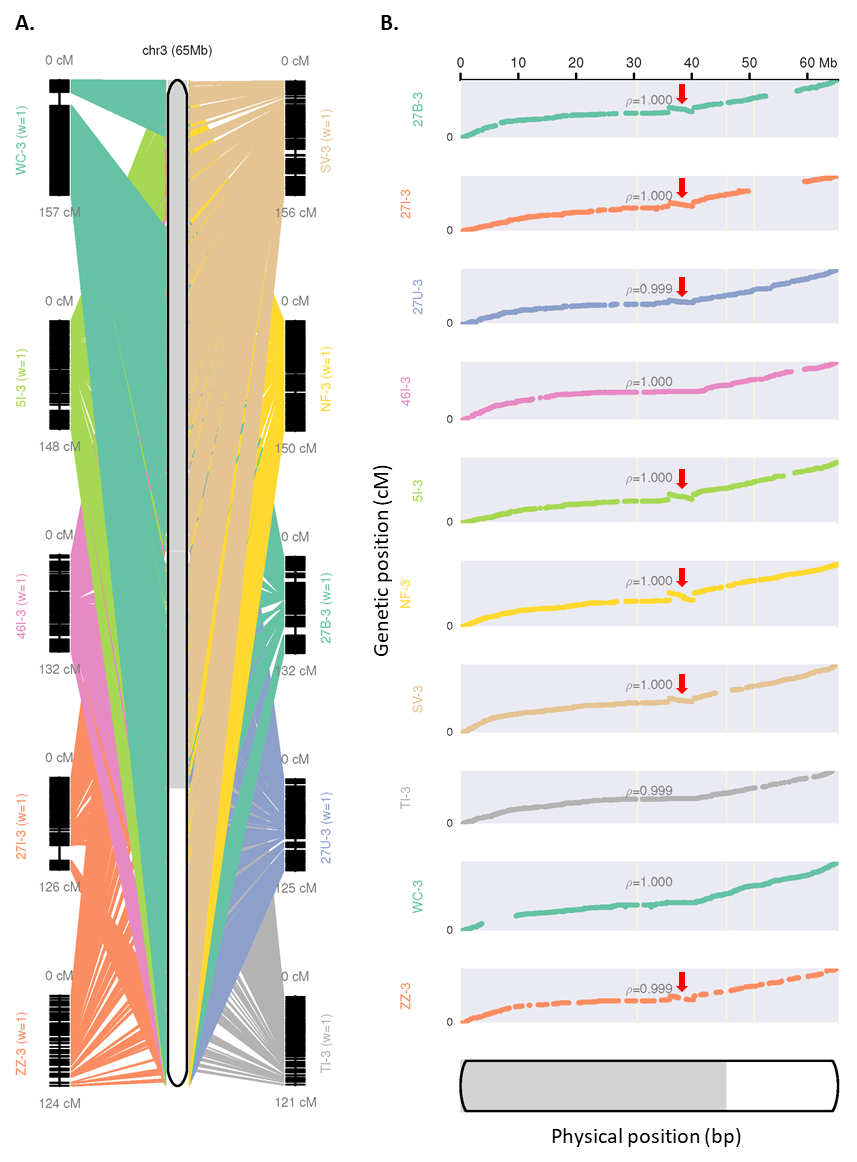 A.
chr3 (65Mb)
0 cM
0 cM
WC-3 (w=1)
SV-3 (w=1)
157 cM
156 cM
0 cM
0 cM
5I-3 (w=1)
NF-3 (w=1)
148 cM
150 cM
0 cM
0 cM
46I-3 (w=1)
27B-3 (w=1)
132 cM
132 cM
0 cM
0 cM
27I-3 (w=1)
27U-3 (w=1)
126 cM
125 cM
0 cM
0 cM
ZZ-3 (w=1)
TI-3 (w=1)
124 cM
121 cM
B.
0 10 20 30 40 50 60 Mb
27B-3
ρ=1.000
0
27I-3
ρ=1.000
0
27U-3
ρ=0.999
0
46I-3
ρ=1.000
0
5I-3
ρ=1.000
0
NF-3
ρ=1.000
0
SV-3
ρ=1.000
0
TI-3
ρ=0.999
0
WC-3
ρ=1.000
0
ZZ-3
ρ=0.999
0
Genetic position (cM)
Physical position (bp)